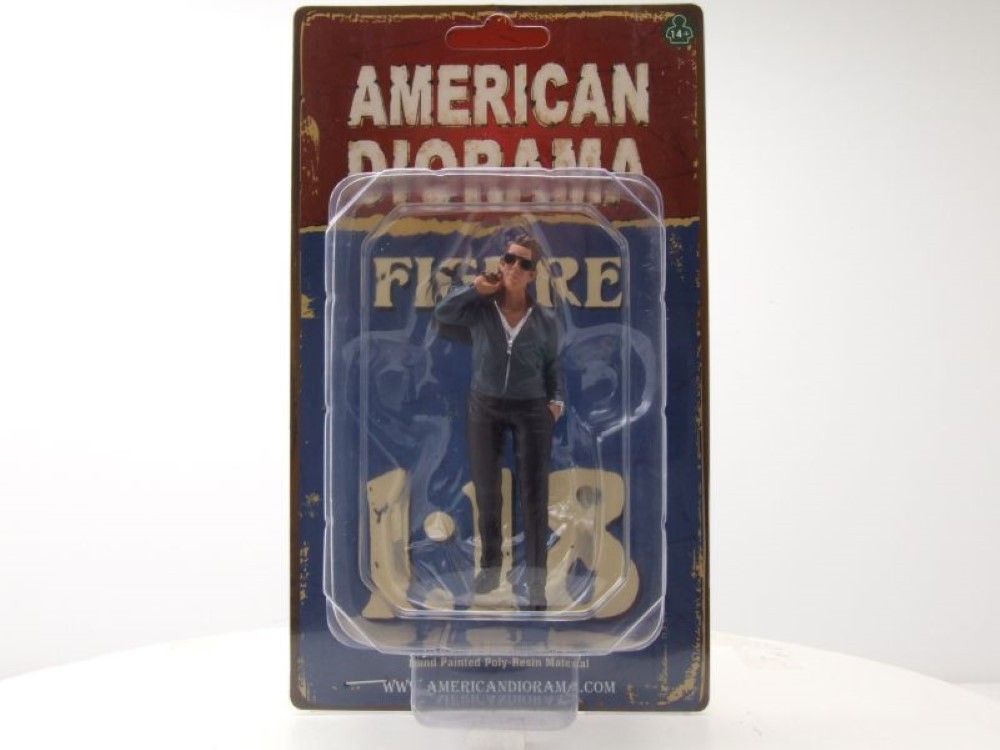 14+
AMERICAN
DIORAMA
FIGURE
1:18
Hand Painted Poly-Resin Material
WWW.AMERICANDIORAMA.COM